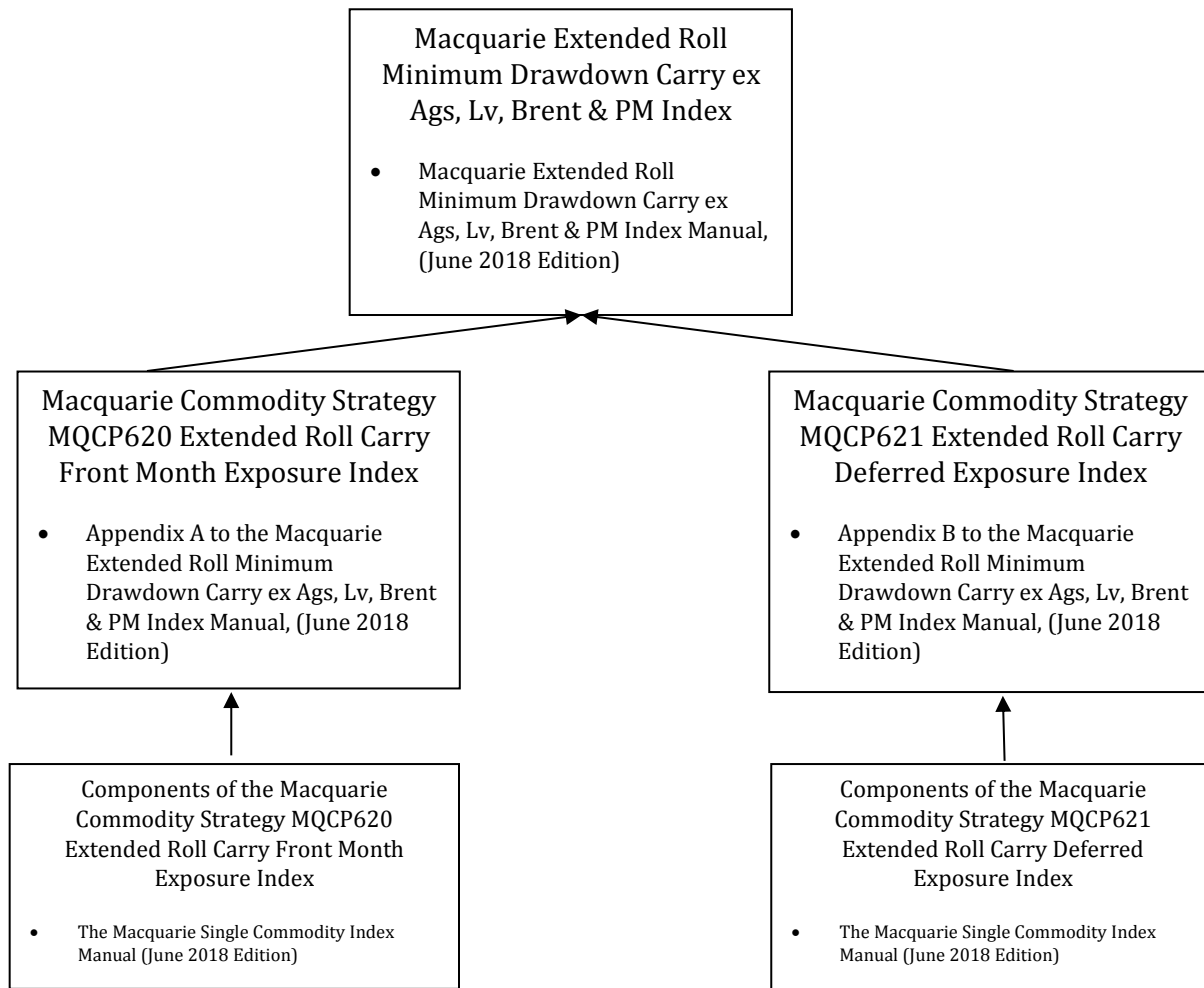 Macquarie Extended Roll
Minimum Drawdown Carry ex
Ags, Lv, Brent & PM Index
• Macquarie Extended Roll
Minimum Drawdown Carry ex
Ags, Lv, Brent & PM Index Manual,
(June 2018 Edition)
Macquarie Commodity Strategy
MQCP620 Extended Roll Carry
Front Month Exposure Index
• Appendix A to the Macquarie
Extended Roll Minimum
Drawdown Carry ex Ags, Lv, Brent
& PM Index Manual, (June 2018
Edition)
Macquarie Commodity Strategy
MQCP621 Extended Roll Carry
Deferred Exposure Index
• Appendix B to the Macquarie
Extended Roll Minimum
Drawdown Carry ex Ags, Lv, Brent
& PM Index Manual, (June 2018
Edition)
Components of the Macquarie
Commodity Strategy MQCP620
Extended Roll Carry Front Month
Exposure Index
• The Macquarie Single Commodity Index
Manual (June 2018 Edition)
Components of the Macquarie
Commodity Strategy MQCP621
Extended Roll Carry Deferred
Exposure Index
• The Macquarie Single Commodity Index
Manual (June 2018 Edition)